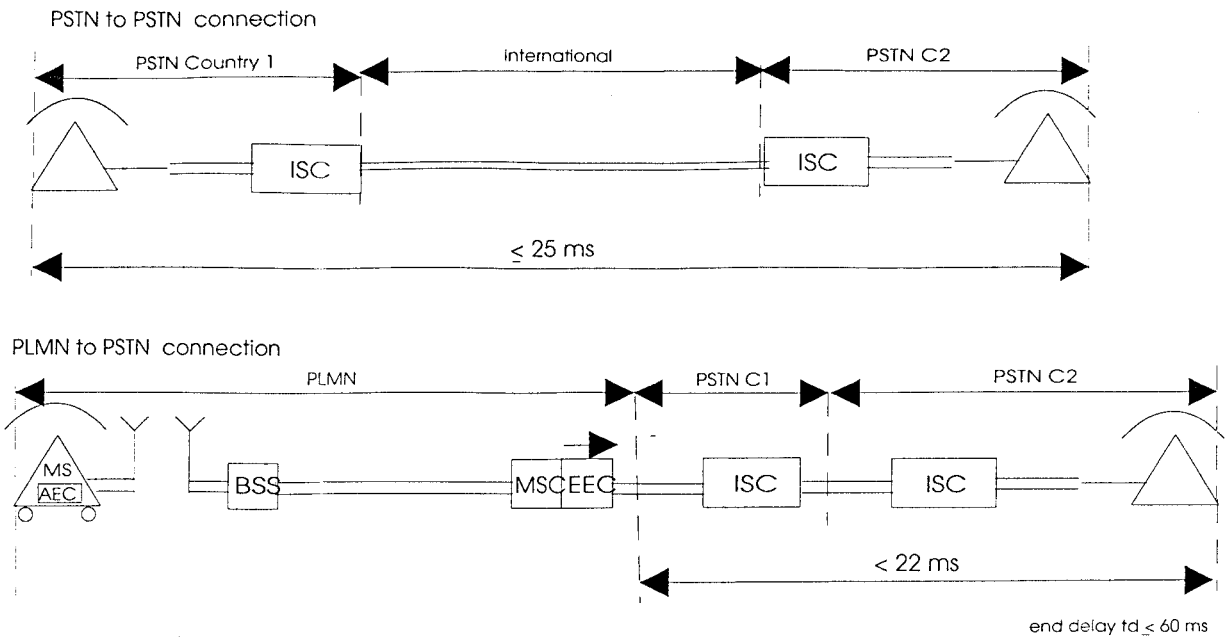 PSTN to PSTN connection
PSTN Country 1
International
PSTN C2
ISC
ISC
≤ 25 ms
PLMN to PSTN connection
PLMN
PSTN C1
PSTN C2
MS
AEC
BSS
MSC
EEC
ISC
ISC
< 22 ms
end delay td ≤ 60 ms